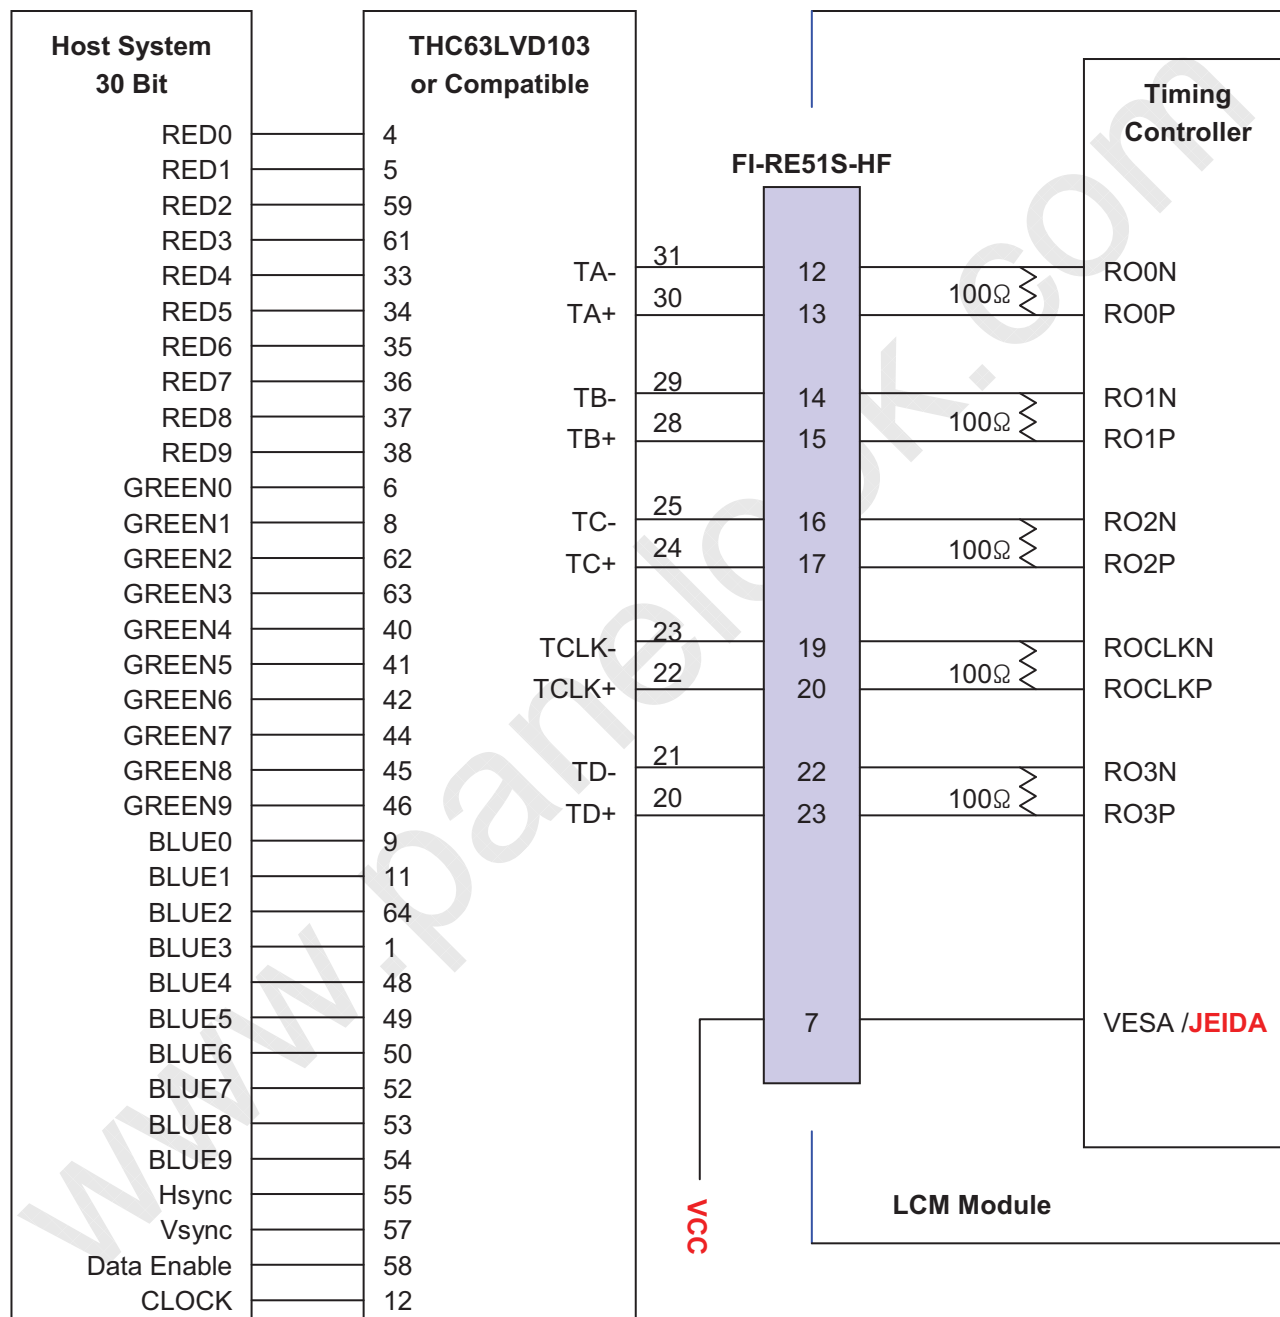 Host System
30 Bit
RED0
RED1
RED2
RED3
RED4
RED5
RED6
RED7
RED8
RED9
GREEN0
GREEN1
GREEN2
GREEN3
GREEN4
GREEN5
GREEN6
GREEN7
GREEN8
GREEN9
BLUE0
BLUE1
BLUE2
BLUE3
BLUE4
BLUE5
BLUE6
BLUE7
BLUE8
BLUE9
Hsync
Vsync
Data Enable
CLOCK
THC63LVD103
or Compatible
4
5
59
61
33
34
35
36
37
38
6
8
62
63
40
41
42
44
45
46
9
11
64
1
48
49
50
52
53
54
55
57
58
12
TA-
TA+
TB-
TB+
TC-
TC+
TCLK-
TCLK+
TD-
TD+
31
30
29
28
25
24
23
22
21
20
FI-RE51S-HF
12
13
14
15
16
17
19
20
22
23
7
100Ω
100Ω
100Ω
100Ω
100Ω
Timing
Controller
RO0N
RO0P
RO1N
RO1P
RO2N
RO2P
ROCLKN
ROCLKP
RO3N
RO3P
VESA /JEIDA
VCC
LCM Module
www.panelook.com